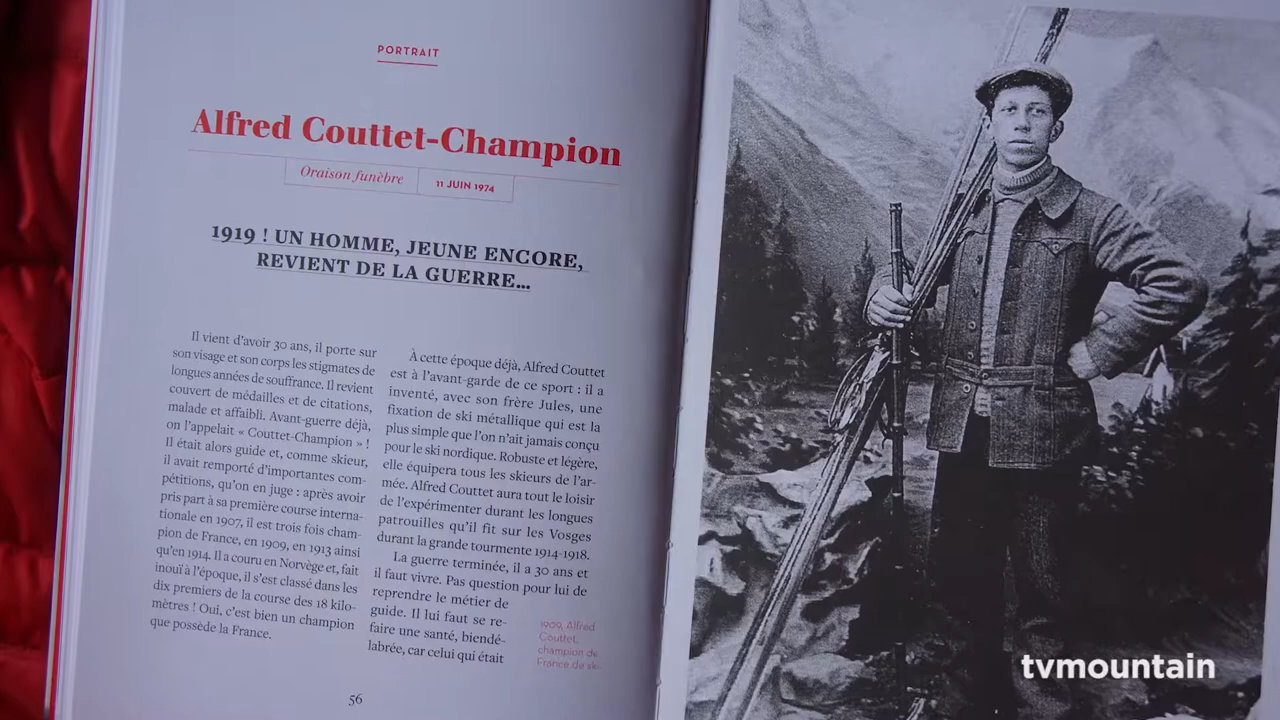 PORTRAIT
Alfred Couttet-Champion
Oraison funèbre
11 JUIN 1974
1919 ! UN HOMME, JEUNE ENCORE,
REVIENT DE LA GUERRE...
Il vient d'avoir 30 ans, il porte sur
son visage et son corps les stigmates de
longues années de souffrance. Il revient
couvert de médailles et de citations,
malade et affaibli. Avant-guerre déjà,
on l'appelait « Couttet-Champion » !
Il était alors guide et, comme skieur,
il avait remporté d'importantes com-
pétitions, qu'on en juge : après avoir
pris part à sa première course interna-
tionale en 1907, il est trois fois cham-
pion de France, en 1909, en 1913 ainsi
qu'en 1914. Il a couru en Norvège et, fait
inouï à l'époque, il s'est classé dans les
dix premiers de la course des 18 kilo-
mètres ! Oui, c'est bien un champion
que possède la France.
À cette époque déjà, Alfred Couttet
est à l'avant-garde de ce sport : il a
inventé, avec son frère Jules, une
fixation de ski métallique qui est la
plus simple que l'on n'ait jamais conçu
pour le ski nordique. Robuste et légère,
elle équipera tous les skieurs de l'ar-
mée. Alfred Couttet aura tout le loisir
de l'expérimenter durant les longues
patrouilles qu'il fit sur les Vosges
durant la grande tourmente 1914-1918.
La guerre terminée, il a 30 ans et
il faut vivre. Pas question pour lui de
reprendre le métier de
guide. Il lui faut se re-
faire une santé, biendé-
labrée, car celui qui était
1909, Alfred
Couttet,
champion de
France de ski
56
tvmountain